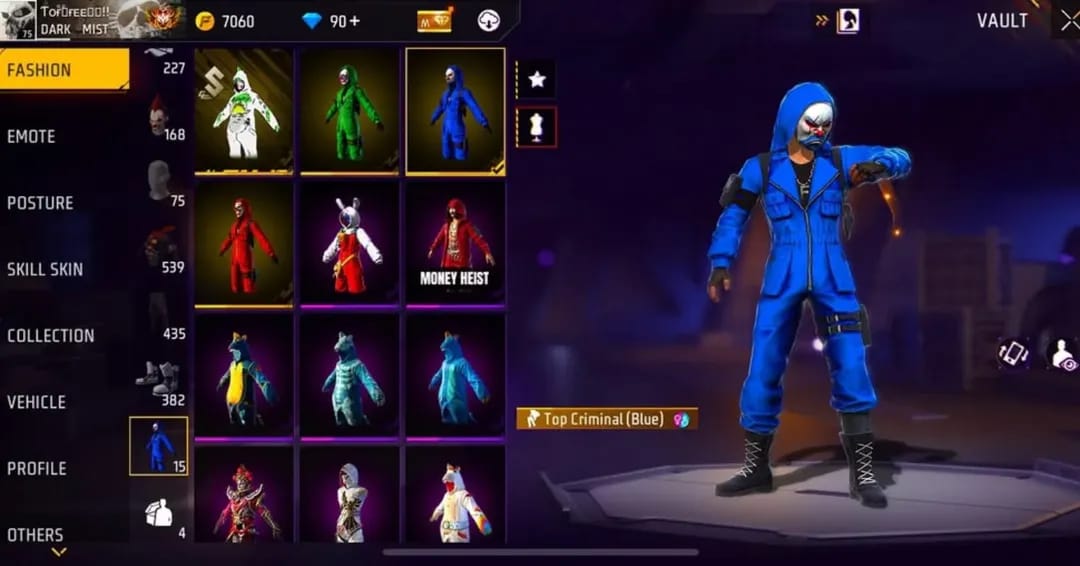 75
DARK MIST
7060
90+
VAULT
FASHION
EMOTE
POSTURE
SKILL SKIN
COLLECTION
VEHICLE
PROFILE
OTHERS
227
168
75
539
435
382
15
4
S
MONEY HEIST
Top Criminal (Blue)